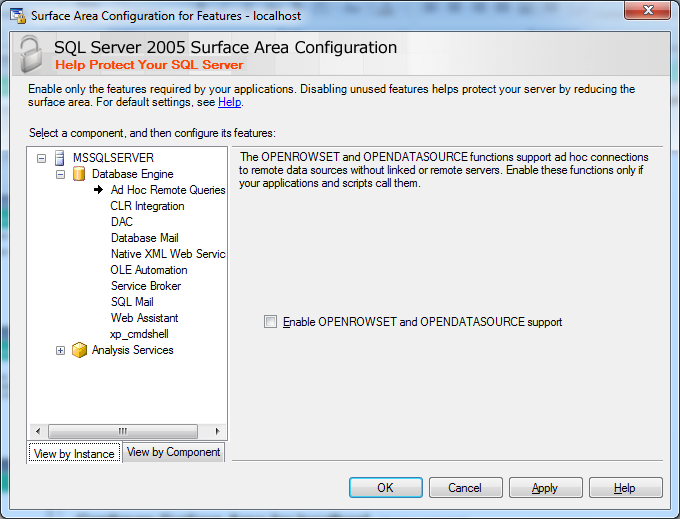 Surface Area Configuration for Features - localhost
SQL Server 2005 Surface Area Configuration
Help Protect Your SQL Server
Enable only the features required by your applications. Disabling unused features helps protect your server by reducing the
surface area. For default settings, see Help.
Select a component, and then configure its features:
MSSQLSERVER
Database Engine
Ad Hoc Remote Queries
CLR Integration
DAC
Database Mail
Native XML Web Servic
OLE Automation
Service Broker
SQL Mail
Web Assistant
xp_cmdshell
Analysis Services
View by Instance
View by Component
The OPENROWSET and OPENDATASOURCE functions support ad hoc connections
to remote data sources without linked or remote servers. Enable these functions only if
your applications and scripts call them.
Enable OPENROWSET and OPENDATASOURCE support
OK
Cancel
Apply
Help